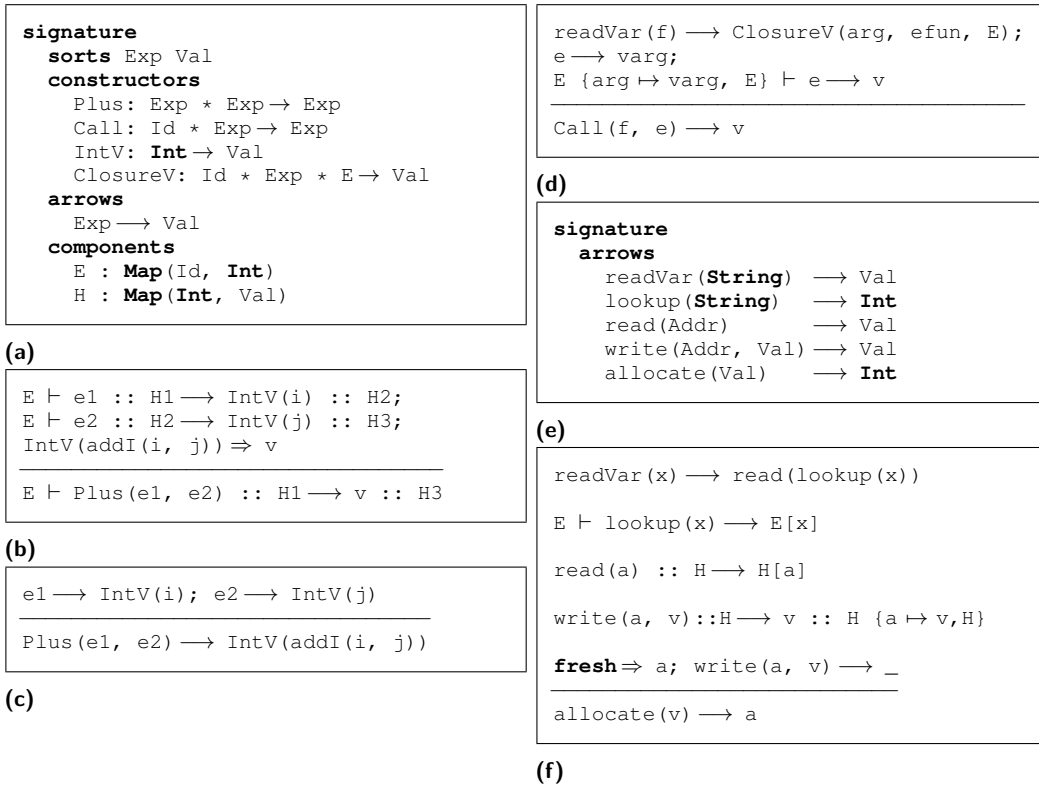 signature
sorts Exp Val
constructors
Plus: Exp * Exp → Exp
Call: Id * Exp → Exp
IntV: Int → Val
ClosureV: Id * Exp * E → Val
arrows
Exp ⟶ Val
components
E : Map(Id, Int)
H : Map(Int, Val)
(a)
E ⊢ e1 :: H1 ⟶ IntV(i) :: H2;
E ⊢ e2 :: H2 ⟶ IntV(j) :: H3;
IntV(addI(i, j)) ⇒ v
E ⊢ Plus(e1, e2) :: H1 ⟶ v :: H3
(b)
e1 ⟶ IntV(i); e2 ⟶ IntV(j)
Plus(e1, e2) ⟶ IntV(addI(i, j))
(c)
readVar(f) ⟶ ClosureV(arg, efun, E);
e ⟶ varg;
E {arg ↦ varg, E} ⊢ e ⟶ v
Call(f, e) ⟶ v
(d)
signature
arrows
readVar(String) ⟶ Val
lookup(String) ⟶ Int
read(Addr) ⟶ Val
write(Addr, Val) ⟶ Val
allocate(Val) ⟶ Int
(e)
readVar(x) ⟶ read(lookup(x))
E ⊢ lookup(x) ⟶ E[x]
read(a) :: H ⟶ H[a]
write(a, v)::H ⟶ v :: H {a ↦ v,H}
fresh ⇒ a; write(a, v) ⟶ _
allocate(v) ⟶ a
(f)